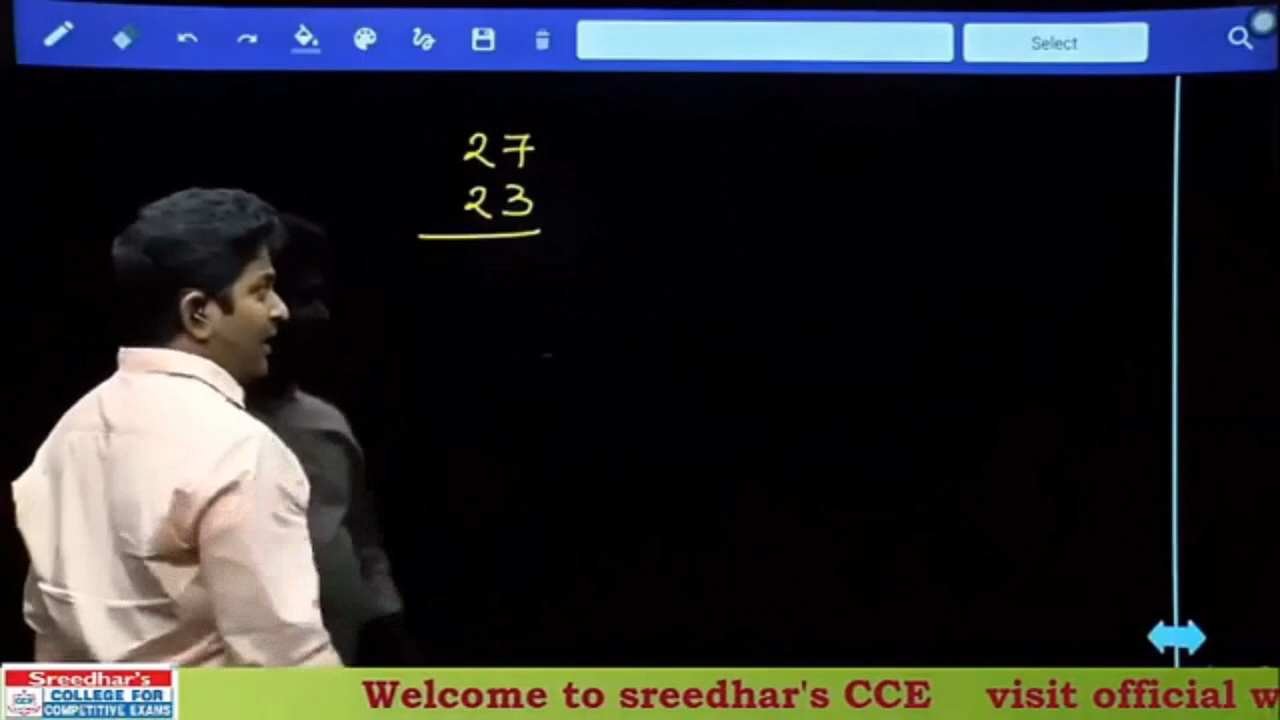 Select
27
23
Sreedhar's
COLLEGE FOR
COMPETITIVE EXAMS
Welcome to sreedhar's CCE visit official w